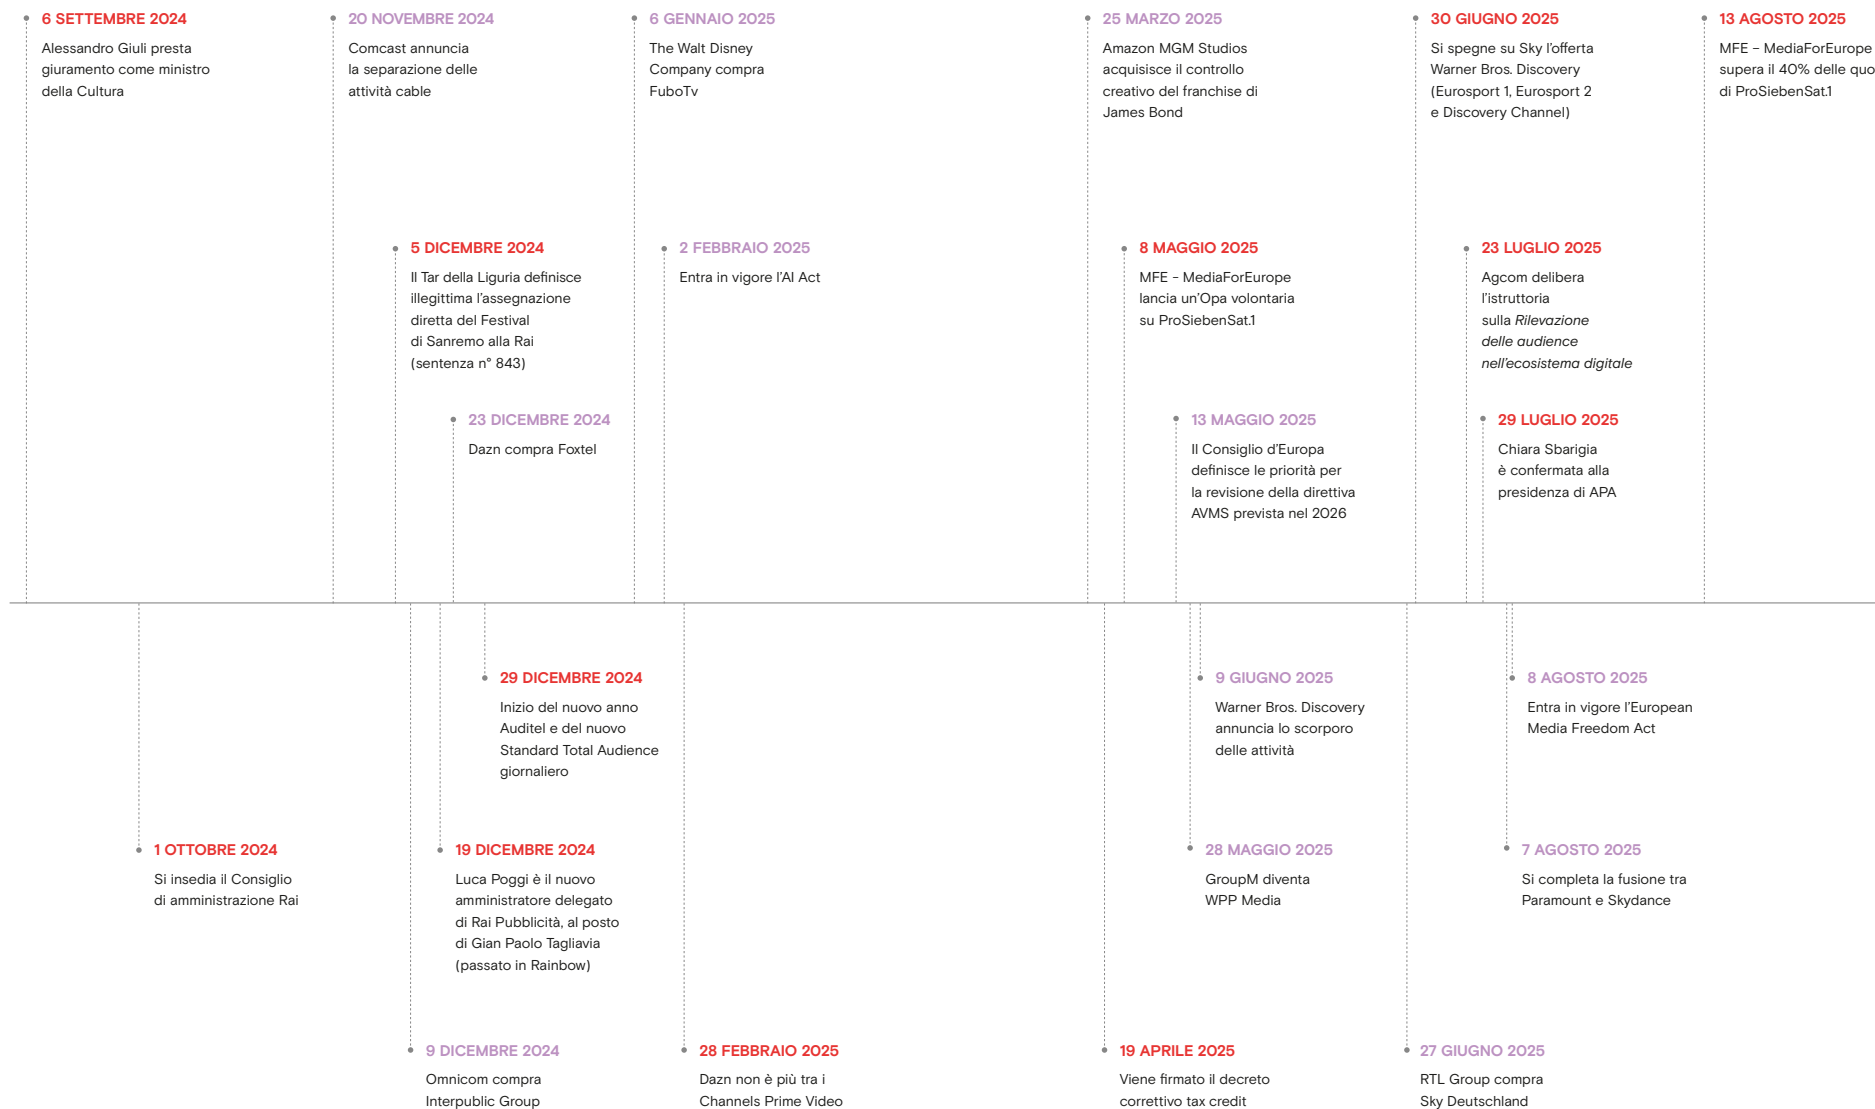 6 SETTEMBRE 2024
Alessandro Giuli presta
giuramento come ministro
della Cultura
20 NOVEMBRE 2024
Comcast annuncia
la separazione delle
attività cable
6 GENNAIO 2025
The Walt Disney
Company compra
FuboTv
25 MARZO 2025
Amazon MGM Studios
acquisisce il controllo
creativo del franchise di
James Bond
30 GIUGNO 2025
Si spegne su Sky l'offerta
Warner Bros. Discovery
(Eurosport 1, Eurosport 2
e Discovery Channel)
13 AGOSTO 2025
MFE – MediaForEurope
supera il 40% delle quo
di ProSiebenSat.1
5 DICEMBRE 2024
Il Tar della Liguria definisce
illegittima l'assegnazione
diretta del Festival
di Sanremo alla Rai
(sentenza n° 843)
2 FEBBRAIO 2025
Entra in vigore l'AI Act
8 MAGGIO 2025
MFE - MediaForEurope
lancia un'Opa volontaria
su ProSiebenSat.1
23 LUGLIO 2025
Agcom delibera
l'istruttoria
sulla Rilevazione
delle audience
nell'ecosistema digitale
23 DICEMBRE 2024
Dazn compra Foxtel
13 MAGGIO 2025
Il Consiglio d'Europa
definisce le priorità per
la revisione della direttiva
AVMS prevista nel 2026
29 LUGLIO 2025
Chiara Sbarigia
è confermata alla
presidenza di APA
29 DICEMBRE 2024
Inizio del nuovo anno
Auditel e del nuovo
Standard Total Audience
giornaliero
9 GIUGNO 2025
Warner Bros. Discovery
annuncia lo scorporo
delle attività
8 AGOSTO 2025
Entra in vigore l'European
Media Freedom Act
1 OTTOBRE 2024
Si insedia il Consiglio
di amministrazione Rai
19 DICEMBRE 2024
Luca Poggi è il nuovo
amministratore delegato
di Rai Pubblicità, al posto
di Gian Paolo Tagliavia
(passato in Rainbow)
28 MAGGIO 2025
GroupM diventa
WPP Media
7 AGOSTO 2025
Si completa la fusione tra
Paramount e Skydance
9 DICEMBRE 2024
Omnicom compra
Interpublic Group
28 FEBBRAIO 2025
Dazn non è più tra i
Channels Prime Video
19 APRILE 2025
Viene firmato il decreto
correttivo tax credit
27 GIUGNO 2025
RTL Group compra
Sky Deutschland